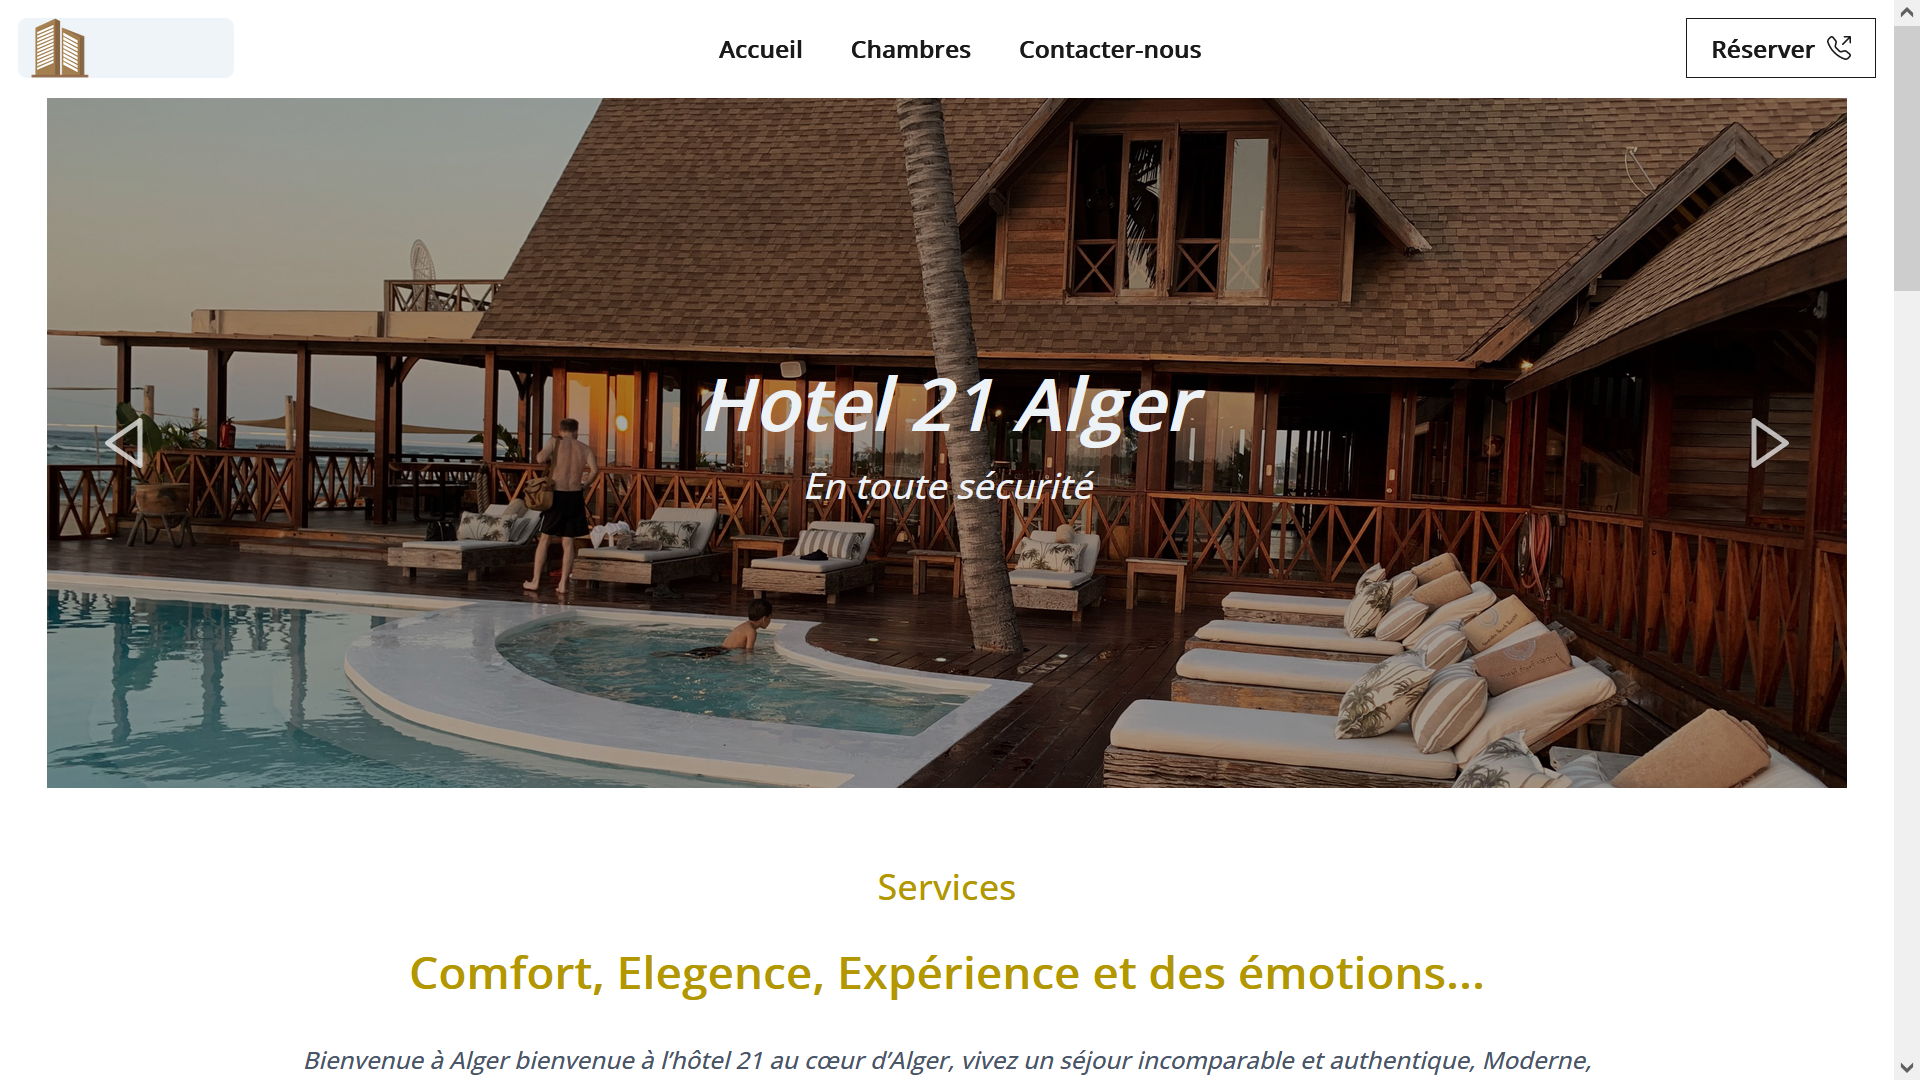 Accueil
Chambres
Contacter-nous
Réserver
Hotel 21 Alger
En toute sécurité
Services
Comfort, Elegence, Expérience et des émotions...
Bienvenue à Alger bienvenue à l’hôtel 21 au cœur d’Alger, vivez un séjour incomparable et authentique, Moderne,